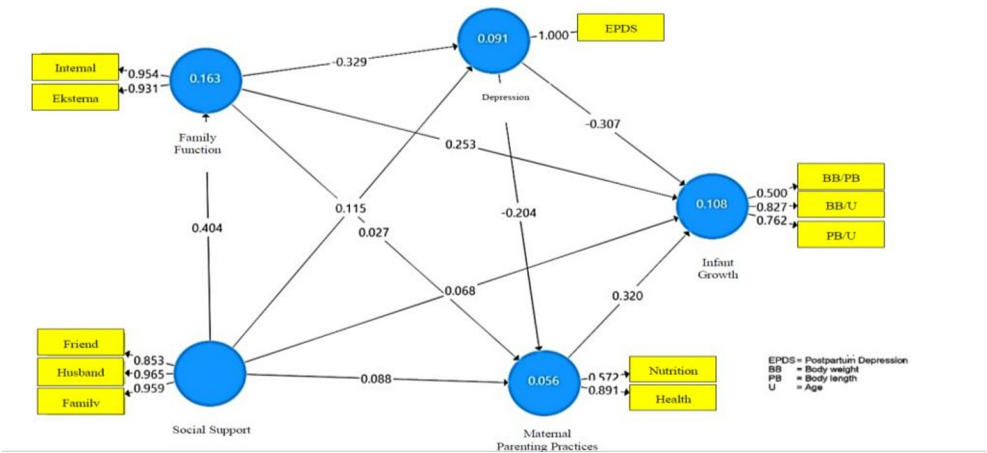 0.091
1.000
EPDS
Depression
Internal
Eksterna
0.954
0.931
0.163
Family
Function
-0.329
-0.307
0.253
BB/PB
BB/U
PB/U
0.500
0.827
0.762
0.108
Infant
Growth
0.115
0.027
-0.204
0.404
0.068
0.320
Friend
Husband
Family
0.853
0.965
0.959
Social Support
0.088
0.056
0.572
0.891
Nutrition
Health
Maternal
Parenting Practices
EPDS = Postpartum Depression
BB = Body weight
PB = Body length
U = Age